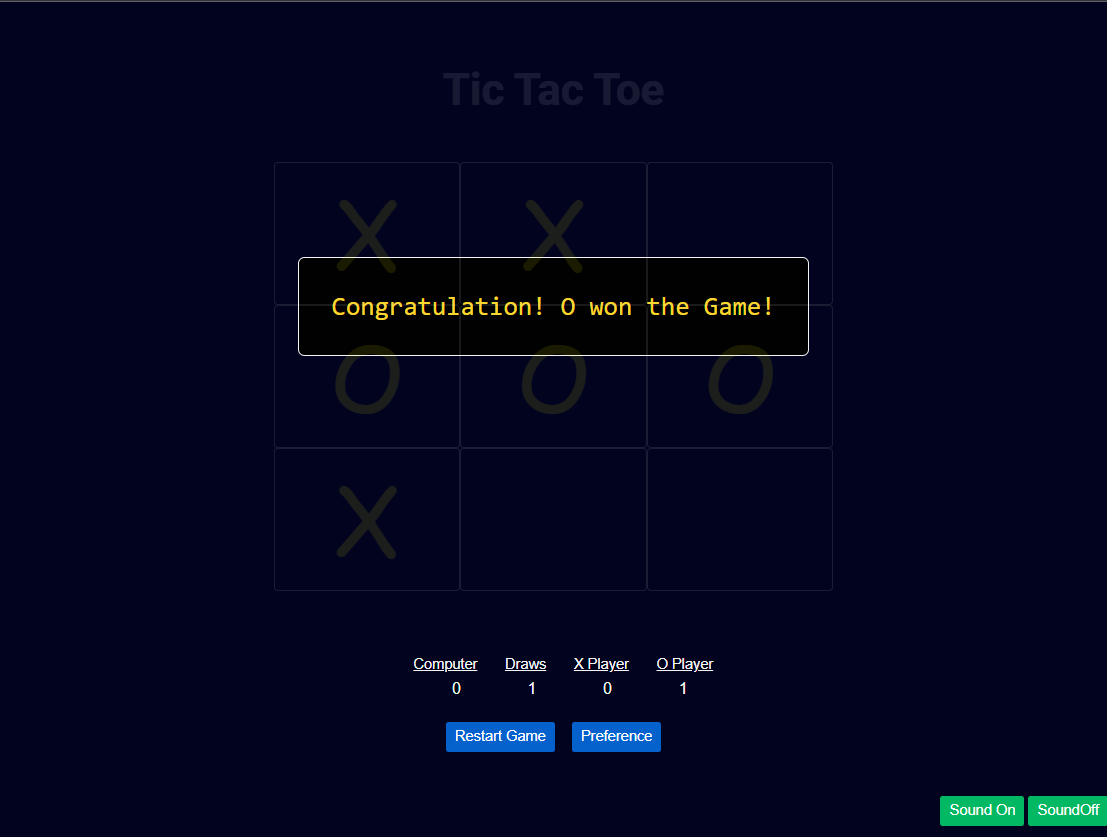 Tic Tac Toe
X X
Congratulation! O won the Game!
O O O
X
Computer Draws X Player O Player
0 1 0 1
Restart Game Preference
Sound On SoundOff